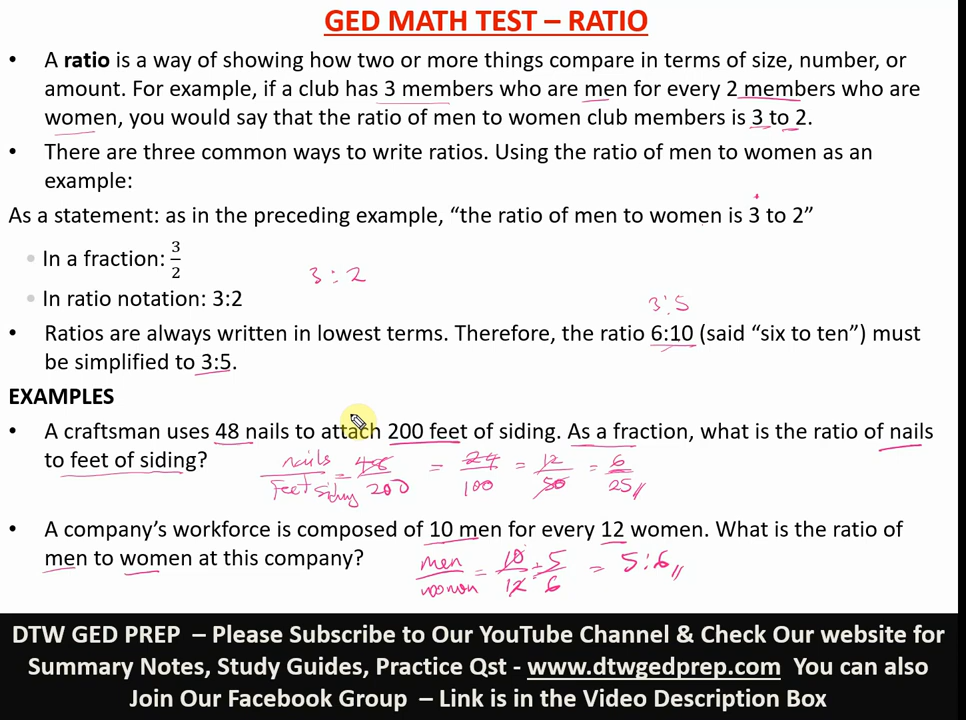 GED MATH TEST – RATIO
• A ratio is a way of showing how two or more things compare in terms of size, number, or
amount. For example, if a club has 3 members who are men for every 2 members who are
women, you would say that the ratio of men to women club members is 3 to 2.
• There are three common ways to write ratios. Using the ratio of men to women as an
example:
As a statement: as in the preceding example, “the ratio of men to women is 3 to 2”
• In a fraction: 3/2
3 : 2
• In ratio notation: 3:2
3:5
• Ratios are always written in lowest terms. Therefore, the ratio 6:10 (said “six to ten”) must
be simplified to 3:5.
EXAMPLES
• A craftsman uses 48 nails to attach 200 feet of siding. As a fraction, what is the ratio of nails
to feet of siding?
nails/Feet siding = 48/200 = 24/100 = 12/50 = 6/25
• A company’s workforce is composed of 10 men for every 12 women. What is the ratio of
men to women at this company?
men/women = 10/12 ÷ 5/6 = 5:6
DTW GED PREP – Please Subscribe to Our YouTube Channel & Check Our website for
Summary Notes, Study Guides, Practice Qst - www.dtwgedprep.com You can also
Join Our Facebook Group – Link is in the Video Description Box